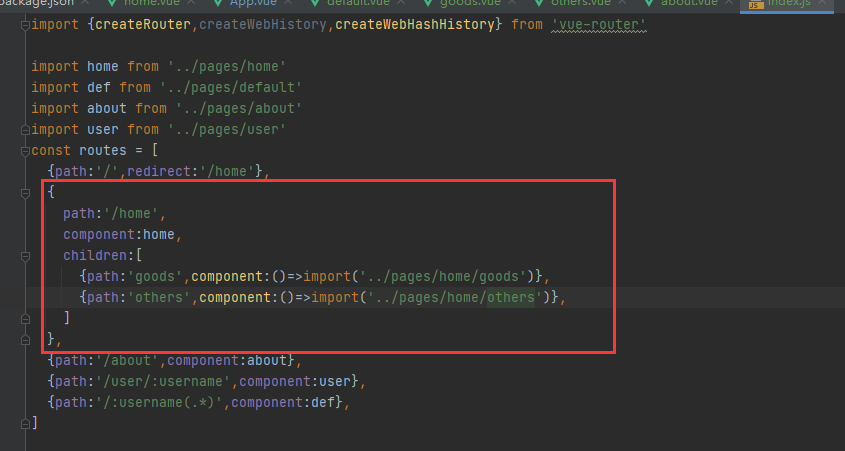 package.json home.vue App.vue default.vue goods.vue others.vue about.vue index.js
import {createRouter,createWebHistory,createWebHashHistory} from 'vue-router'
import home from '../pages/home'
import def from '../pages/default'
import about from '../pages/about'
import user from '../pages/user'
const routes = [
{path:'/',redirect:'/home'},
{
path:'/home',
component:home,
children:[
{path:'goods',component:()=>import('../pages/home/goods')},
{path:'others',component:()=>import('../pages/home/others')},
]
},
{path:'/about',component:about},
{path:'/user/:username',component:user},
{path:'/:username(.*)',component:def},
]